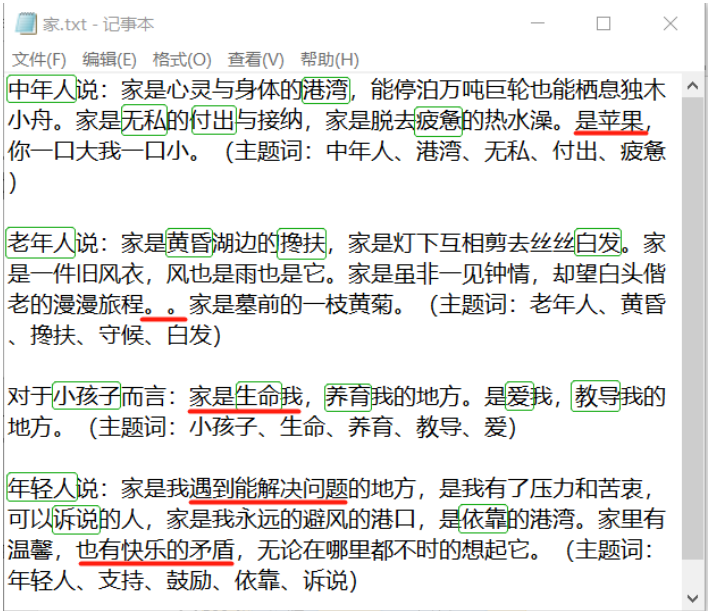 家.txt - 记事本
文件(F) 编辑(E) 格式(O) 查看(V) 帮助(H)
中年人说：家是心灵与身体的港湾，能停泊万吨巨轮也能栖息独木
小舟。家是无私的付出与接纳，家是脱去疲惫的热水澡。是苹果，
你一口大我一口小。（主题词：中年人、港湾、无私、付出、疲惫
）
老年人说：家是黄昏湖边的搀扶，家是灯下互相剪去丝丝白发。家
是一件旧风衣，风也是雨也是它。家是虽非一见钟情，却望白头偕
老的漫漫旅程。。家是墓前的一枝黄菊。（主题词：老年人、黄昏
、搀扶、守候、白发）
对于小孩子而言：家是生命我，养育我的地方。是爱我，教导我的
地方。（主题词：小孩子、生命、养育、教导、爱）
年轻人说：家是我遇到能解决问题的地方，是我有了压力和苦衷，
可以诉说的人，家是我永远的避风的港口，是依靠的港湾。家里有
温馨，也有快乐的矛盾，无论在哪里都不时的想起它。（主题词：
年轻人、支持、鼓励、依靠、诉说）